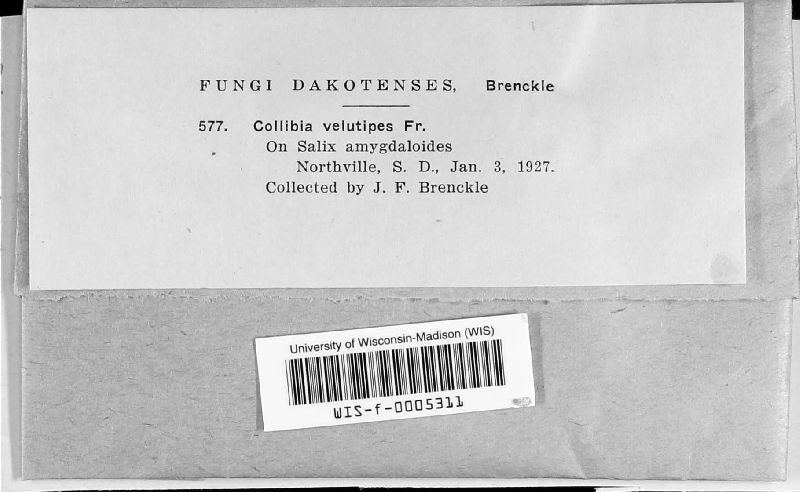 FUNGI DAKOTENSES, Brenckle
577. Collibia velutipes Fr.
On Salix amygdaloides
Northville, S. D., Jan. 3, 1927.
Collected by J. F. Brenckle
University of Wisconsin-Madison (WIS)
WIS-f-0005311